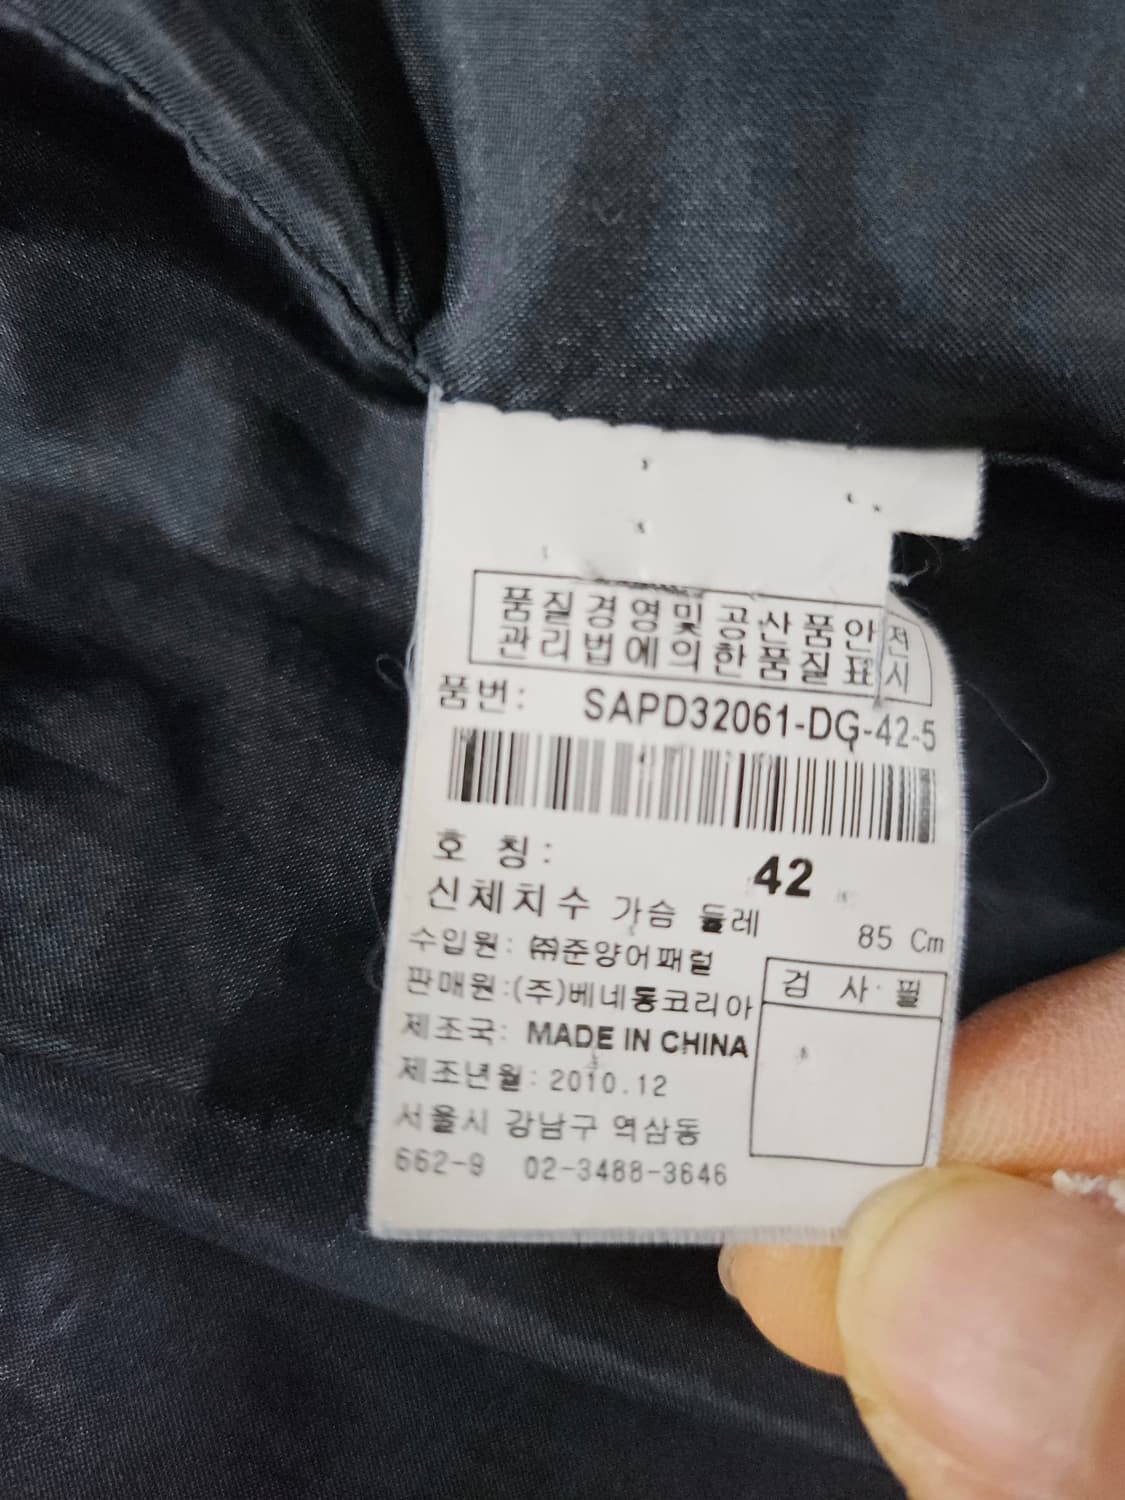 품질경영및공산품안전
관리법에의한품질표시
품번: SAPD32061-DG-42-5
호 칭: 42
신체치수 가슴 둘레 85 Cm
수입원: ㈜준양어패럴
판매원:(주)베네통코리아
검 사 필
제조국: MADE IN CHINA
제조년월: 2010.12
서울시 강남구 역삼동
662-9 02-3488-3646